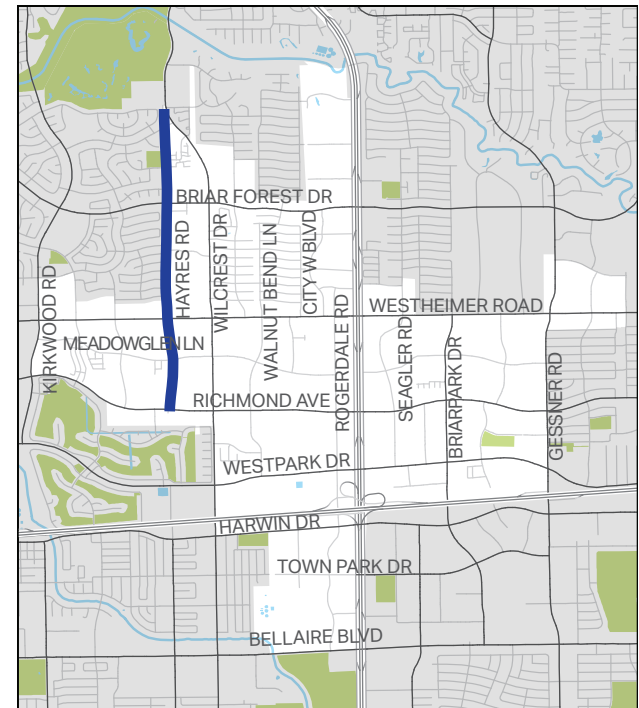 BRIAR FOREST DR
HAYRES RD
WILCREST DR
WALNUT BEND LN
CITY W BLVD
KIRKWOOD RD
ROGERDALE RD
WESTHEIMER ROAD
MEADOWGLEN LN
SEAGLER RD
BRIARPARK DR
GESSNER RD
RICHMOND AVE
WESTPARK DR
HARWIN DR
TOWN PARK DR
BELLAIRE BLVD